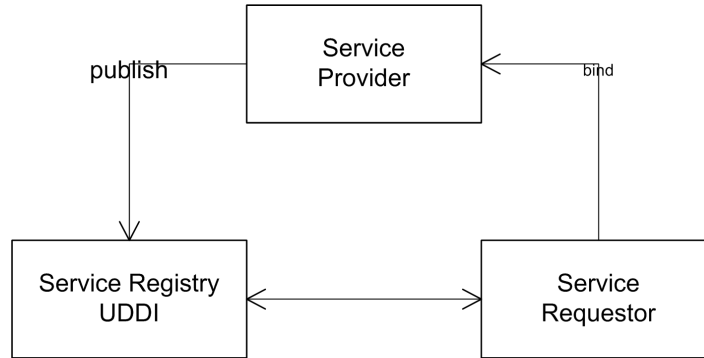 Service
Provider
publish
bind
Service Registry
UDDI
Service
Requestor